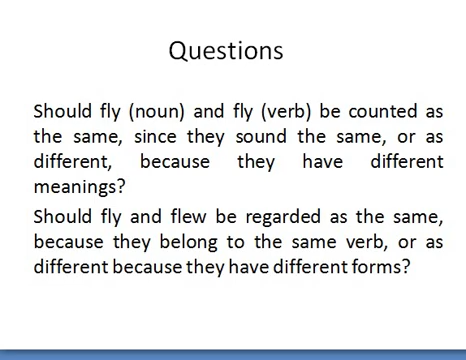 Questions
Should fly (noun) and fly (verb) be counted as
the same, since they sound the same, or as
different, because they have different
meanings?
Should fly and flew be regarded as the same,
because they belong to the same verb, or as
different because they have different forms?